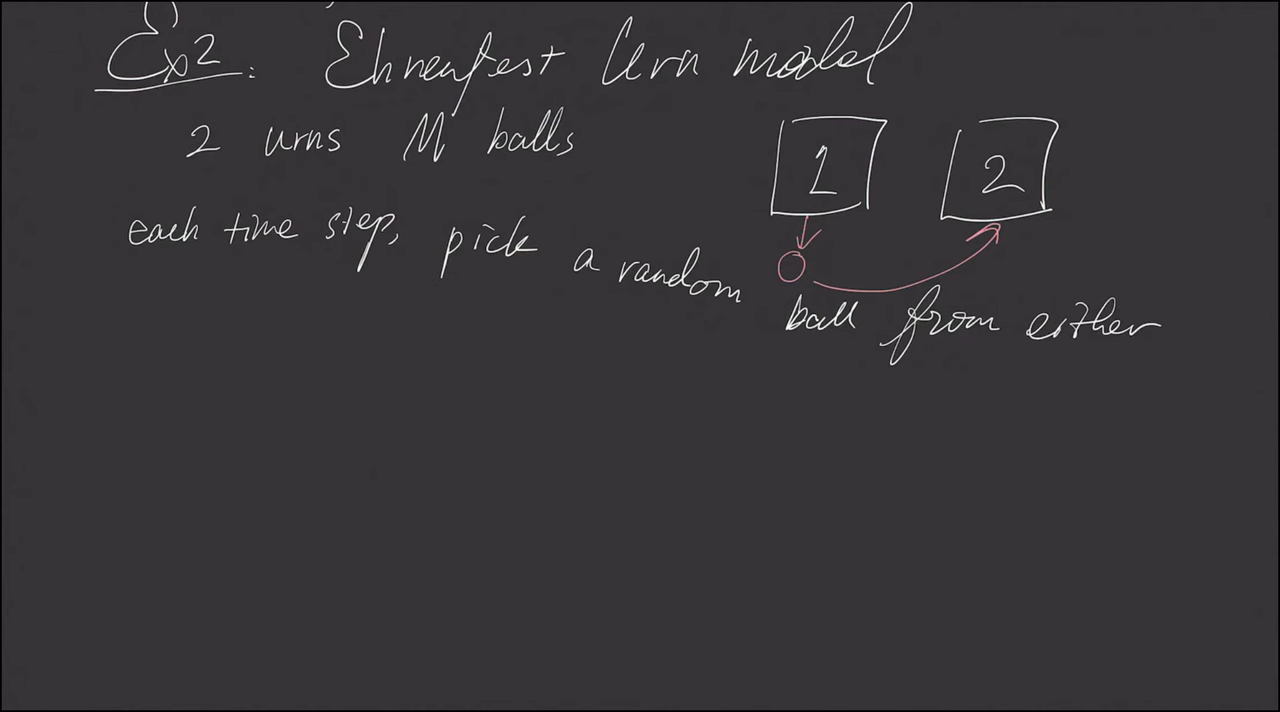 Ex2: Ehrenfest Urn model
2 urns M balls
1 2
each time step, pick a random ball from either